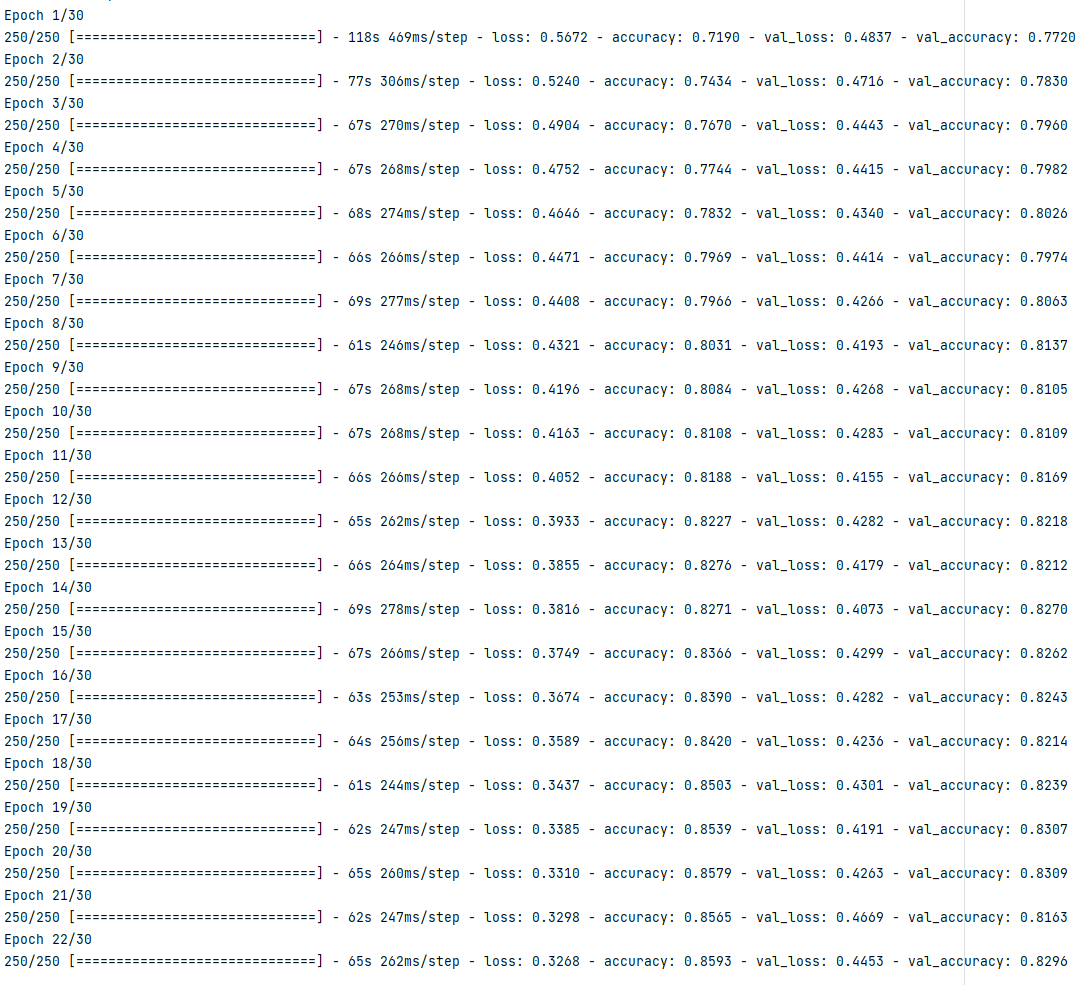 Epoch 1/30
250/250 [==============================] - 118s 469ms/step - loss: 0.5672 - accuracy: 0.7190 - val_loss: 0.4837 - val_accuracy: 0.7720
Epoch 2/30
250/250 [==============================] - 77s 306ms/step - loss: 0.5240 - accuracy: 0.7434 - val_loss: 0.4716 - val_accuracy: 0.7830
Epoch 3/30
250/250 [==============================] - 67s 270ms/step - loss: 0.4904 - accuracy: 0.7670 - val_loss: 0.4443 - val_accuracy: 0.7960
Epoch 4/30
250/250 [==============================] - 67s 268ms/step - loss: 0.4752 - accuracy: 0.7744 - val_loss: 0.4415 - val_accuracy: 0.7982
Epoch 5/30
250/250 [==============================] - 68s 274ms/step - loss: 0.4646 - accuracy: 0.7832 - val_loss: 0.4340 - val_accuracy: 0.8026
Epoch 6/30
250/250 [==============================] - 66s 266ms/step - loss: 0.4471 - accuracy: 0.7969 - val_loss: 0.4414 - val_accuracy: 0.7974
Epoch 7/30
250/250 [==============================] - 69s 277ms/step - loss: 0.4408 - accuracy: 0.7966 - val_loss: 0.4266 - val_accuracy: 0.8063
Epoch 8/30
250/250 [==============================] - 61s 246ms/step - loss: 0.4321 - accuracy: 0.8031 - val_loss: 0.4193 - val_accuracy: 0.8137
Epoch 9/30
250/250 [==============================] - 67s 268ms/step - loss: 0.4196 - accuracy: 0.8084 - val_loss: 0.4268 - val_accuracy: 0.8105
Epoch 10/30
250/250 [==============================] - 67s 268ms/step - loss: 0.4163 - accuracy: 0.8108 - val_loss: 0.4283 - val_accuracy: 0.8109
Epoch 11/30
250/250 [==============================] - 66s 266ms/step - loss: 0.4052 - accuracy: 0.8188 - val_loss: 0.4155 - val_accuracy: 0.8169
Epoch 12/30
250/250 [==============================] - 65s 262ms/step - loss: 0.3933 - accuracy: 0.8227 - val_loss: 0.4282 - val_accuracy: 0.8218
Epoch 13/30
250/250 [==============================] - 66s 264ms/step - loss: 0.3855 - accuracy: 0.8276 - val_loss: 0.4179 - val_accuracy: 0.8212
Epoch 14/30
250/250 [==============================] - 69s 278ms/step - loss: 0.3816 - accuracy: 0.8271 - val_loss: 0.4073 - val_accuracy: 0.8270
Epoch 15/30
250/250 [==============================] - 67s 266ms/step - loss: 0.3749 - accuracy: 0.8366 - val_loss: 0.4299 - val_accuracy: 0.8262
Epoch 16/30
250/250 [==============================] - 63s 253ms/step - loss: 0.3674 - accuracy: 0.8390 - val_loss: 0.4282 - val_accuracy: 0.8243
Epoch 17/30
250/250 [==============================] - 64s 256ms/step - loss: 0.3589 - accuracy: 0.8420 - val_loss: 0.4236 - val_accuracy: 0.8214
Epoch 18/30
250/250 [==============================] - 61s 244ms/step - loss: 0.3437 - accuracy: 0.8503 - val_loss: 0.4301 - val_accuracy: 0.8239
Epoch 19/30
250/250 [==============================] - 62s 247ms/step - loss: 0.3385 - accuracy: 0.8539 - val_loss: 0.4191 - val_accuracy: 0.8307
Epoch 20/30
250/250 [==============================] - 65s 260ms/step - loss: 0.3310 - accuracy: 0.8579 - val_loss: 0.4263 - val_accuracy: 0.8309
Epoch 21/30
250/250 [==============================] - 62s 247ms/step - loss: 0.3298 - accuracy: 0.8565 - val_loss: 0.4669 - val_accuracy: 0.8163
Epoch 22/30
250/250 [==============================] - 65s 262ms/step - loss: 0.3268 - accuracy: 0.8593 - val_loss: 0.4453 - val_accuracy: 0.8296